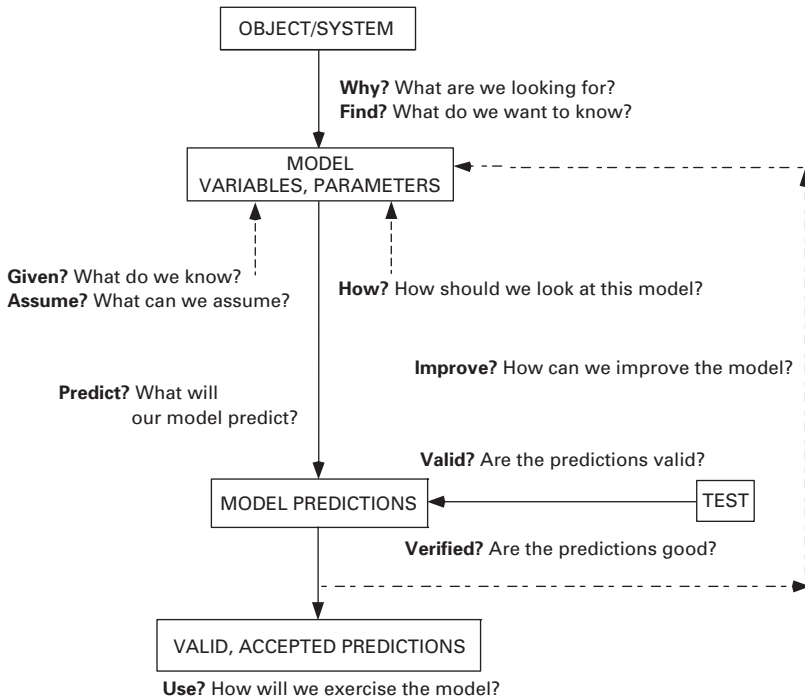 OBJECT/SYSTEM
Why? What are we looking for?
Find? What do we want to know?
MODEL
VARIABLES, PARAMETERS
Given? What do we know?
Assume? What can we assume?
How? How should we look at this model?
Improve? How can we improve the model?
Predict? What will
our model predict?
Valid? Are the predictions valid?
MODEL PREDICTIONS
TEST
Verified? Are the predictions good?
VALID, ACCEPTED PREDICTIONS
Use? How will we exercise the model?